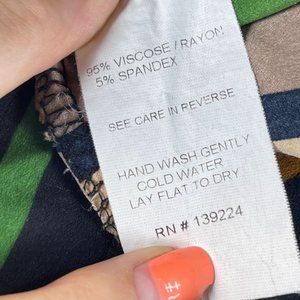 95% VISCOSE / RAYON
5% SPANDEX
SEE CARE IN REVERSE
HAND WASH GENTLY
COLD WATER
LAY FLAT TO DRY
RN # 139224